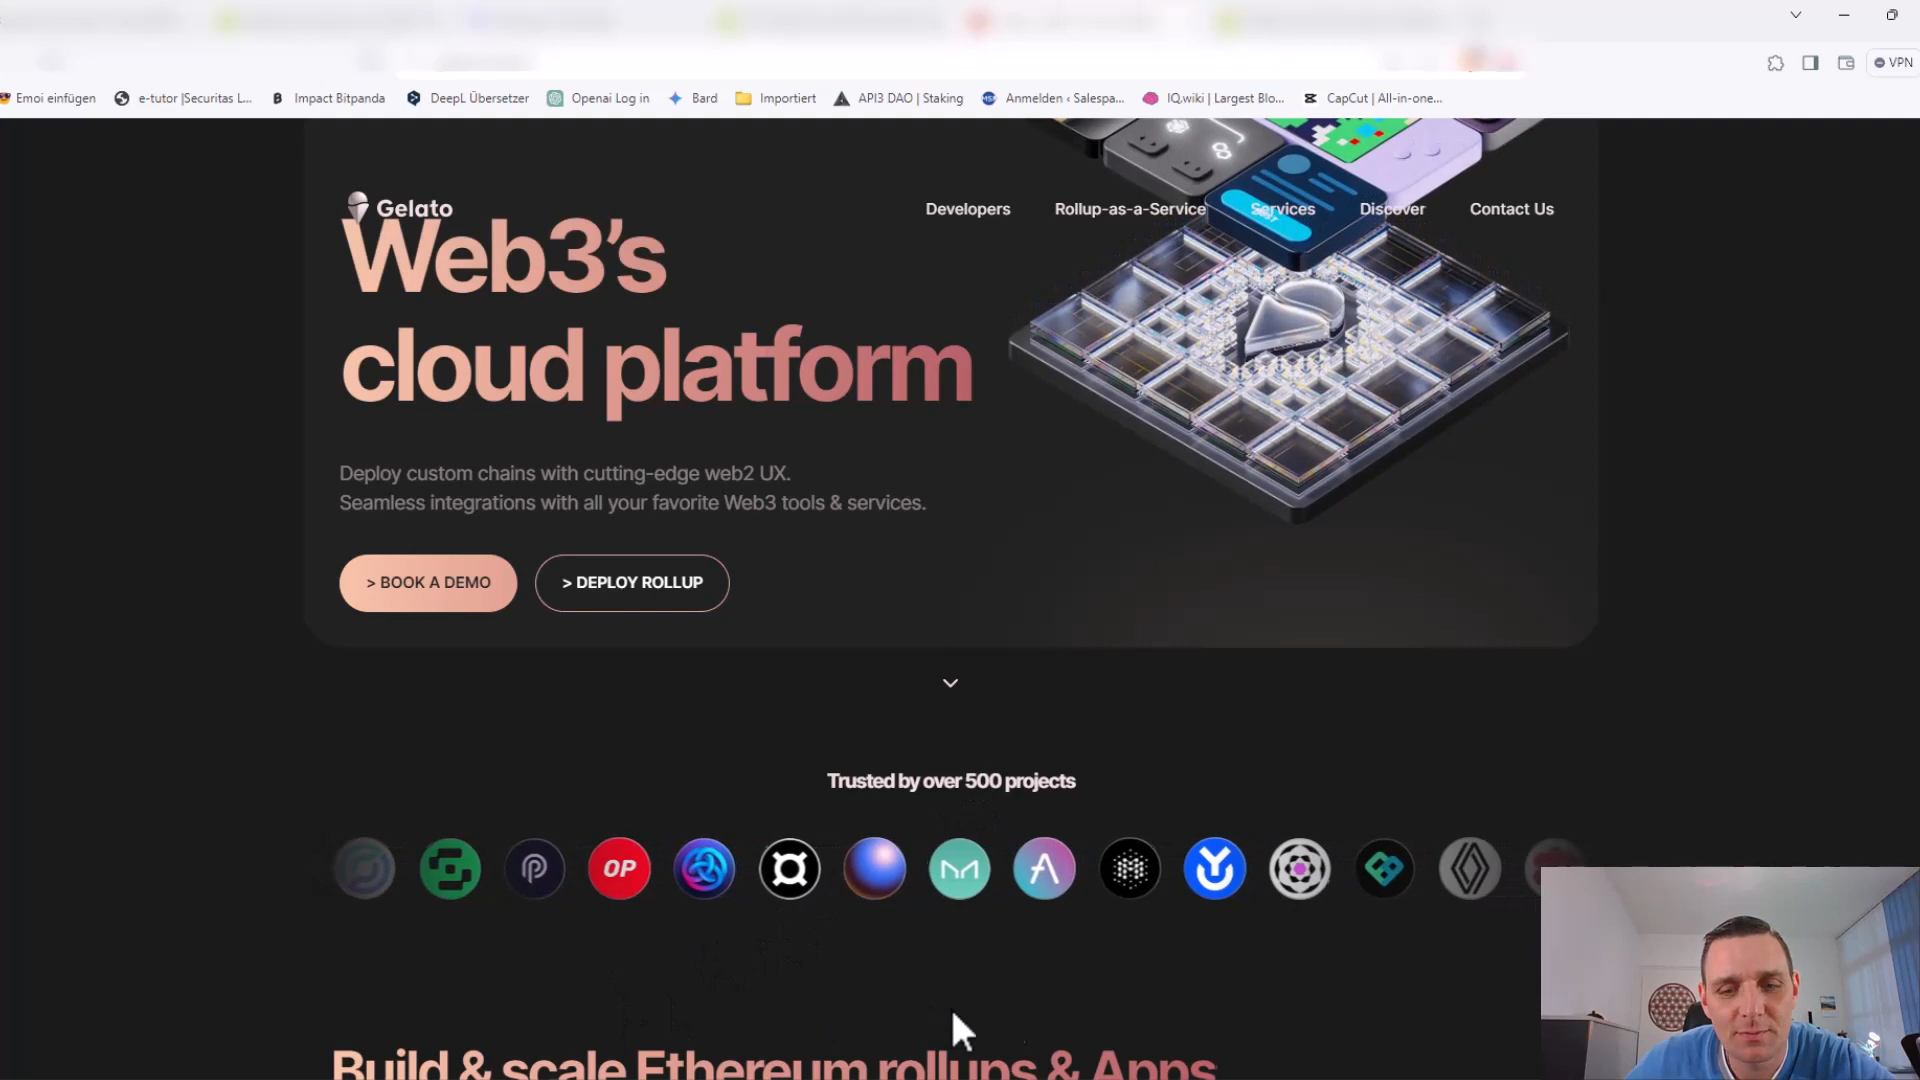 VPN
Emoi einfügen
e-tutor |Securitas L...
Impact Bitpanda
DeepL Übersetzer
Openai Log in
Bard
Importiert
API3 DAO | Staking
Anmelden ‹ Salespa...
IQ.wiki | Largest Blo...
CapCut | All-in-one...
Gelato
Developers
Rollup-as-a-Service
Services
Discover
Contact Us
Web3’s
cloud platform
Deploy custom chains with cutting-edge web2 UX.
Seamless integrations with all your favorite Web3 tools & services.
> BOOK A DEMO
> DEPLOY ROLLUP
Trusted by over 500 projects
OP
Build & scale Ethereum rollups & Apps